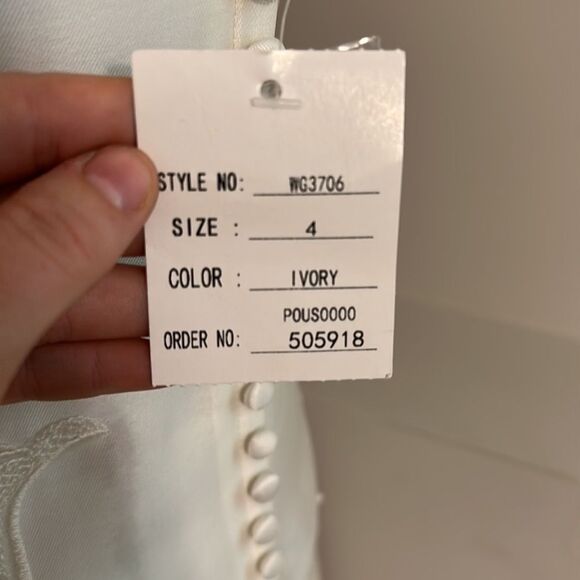 STYLE NO: WG3706
SIZE : 4
COLOR : IVORY
POUS0000
ORDER NO: 505918